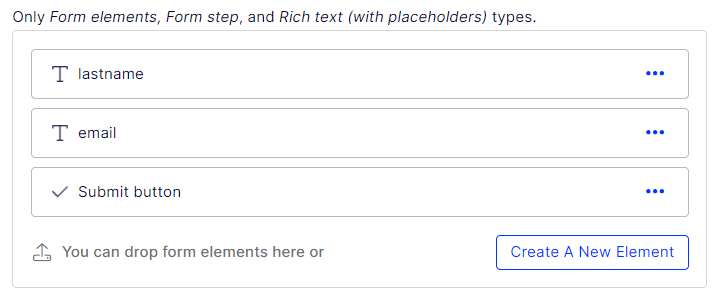 Only Form elements, Form step, and Rich text (with placeholders) types.
lastname
email
Submit button
You can drop form elements here or
Create A New Element